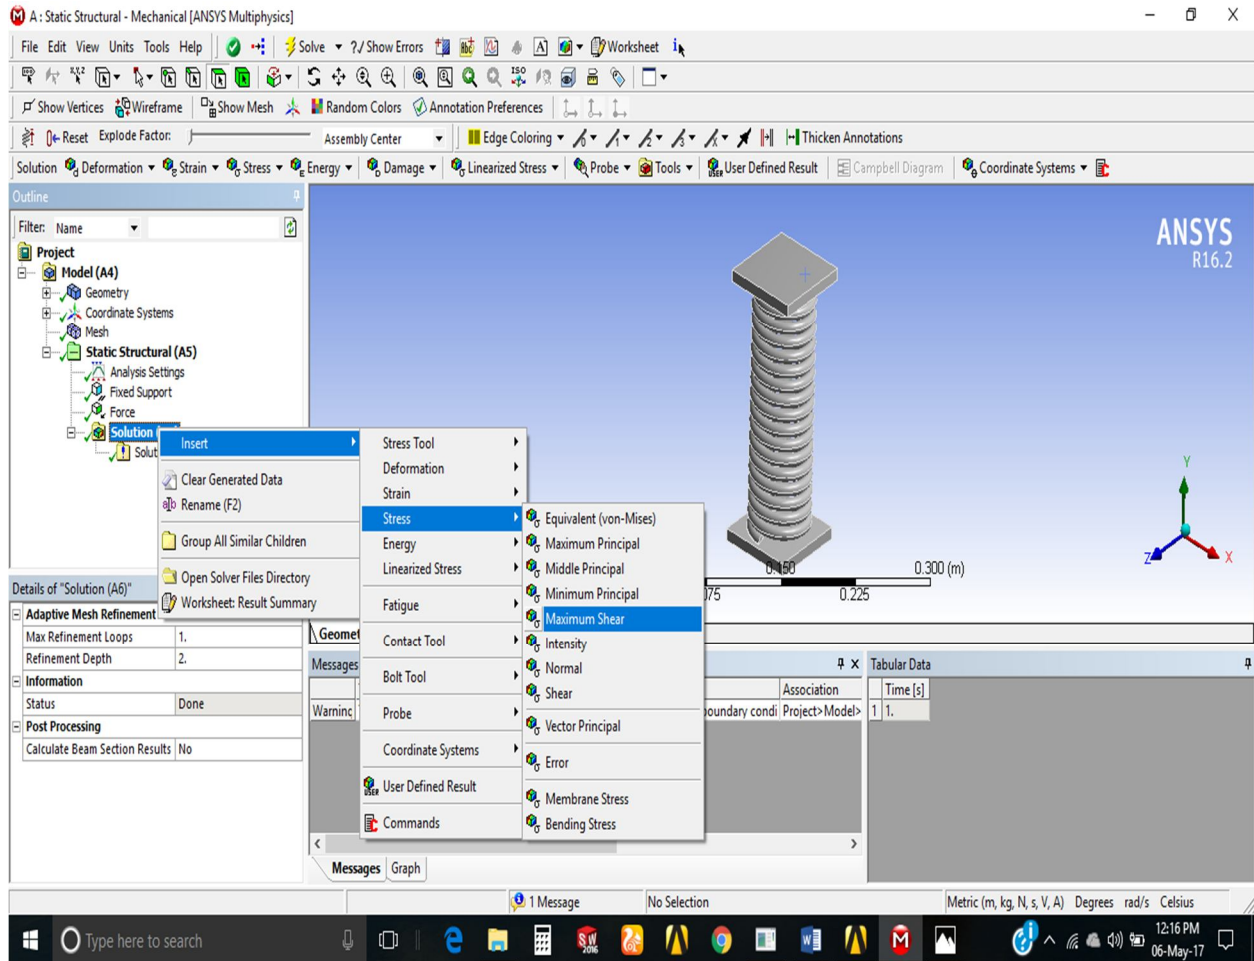 A : Static Structural - Mechanical [ANSYS Multiphysics]
File Edit View Units Tools Help Solve ?/ Show Errors Worksheet
Show Vertices Wireframe Show Mesh Random Colors Annotation Preferences
Reset Explode Factor: Assembly Center Edge Coloring Thicken Annotations
Solution Deformation Strain Stress Energy Damage Linearized Stress Probe Tools User Defined Result Campbell Diagram Coordinate Systems
Outline
Filter: Name
Project
Model (A4)
Geometry
Coordinate Systems
Mesh
Static Structural (A5)
Analysis Settings
Fixed Support
Force
Solution
Solut
ANSYS
R16.2
Insert
Clear Generated Data
Rename (F2)
Group All Similar Children
Open Solver Files Directory
Worksheet: Result Summary
Stress Tool
Deformation
Strain
Stress
Energy
Linearized Stress
Fatigue
Contact Tool
Bolt Tool
Probe
Coordinate Systems
User Defined Result
Commands
Equivalent (von-Mises)
Maximum Principal
Middle Principal
Minimum Principal
Maximum Shear
Intensity
Normal
Shear
Vector Principal
Error
Membrane Stress
Bending Stress
Y
Z X
0.150 0.300 (m)
075 0.225
Details of "Solution (A6)"
Adaptive Mesh Refinement
Max Refinement Loops 1.
Refinement Depth 2.
Information
Status Done
Post Processing
Calculate Beam Section Results No
Geomet
Messages
Association
Warning oundary condi Project>Model>
Tabular Data
Time [s]
1 1.
Messages Graph
1 Message No Selection Metric (m, kg, N, s, V, A) Degrees rad/s Celsius
Type here to search
12:16 PM
06-May-17